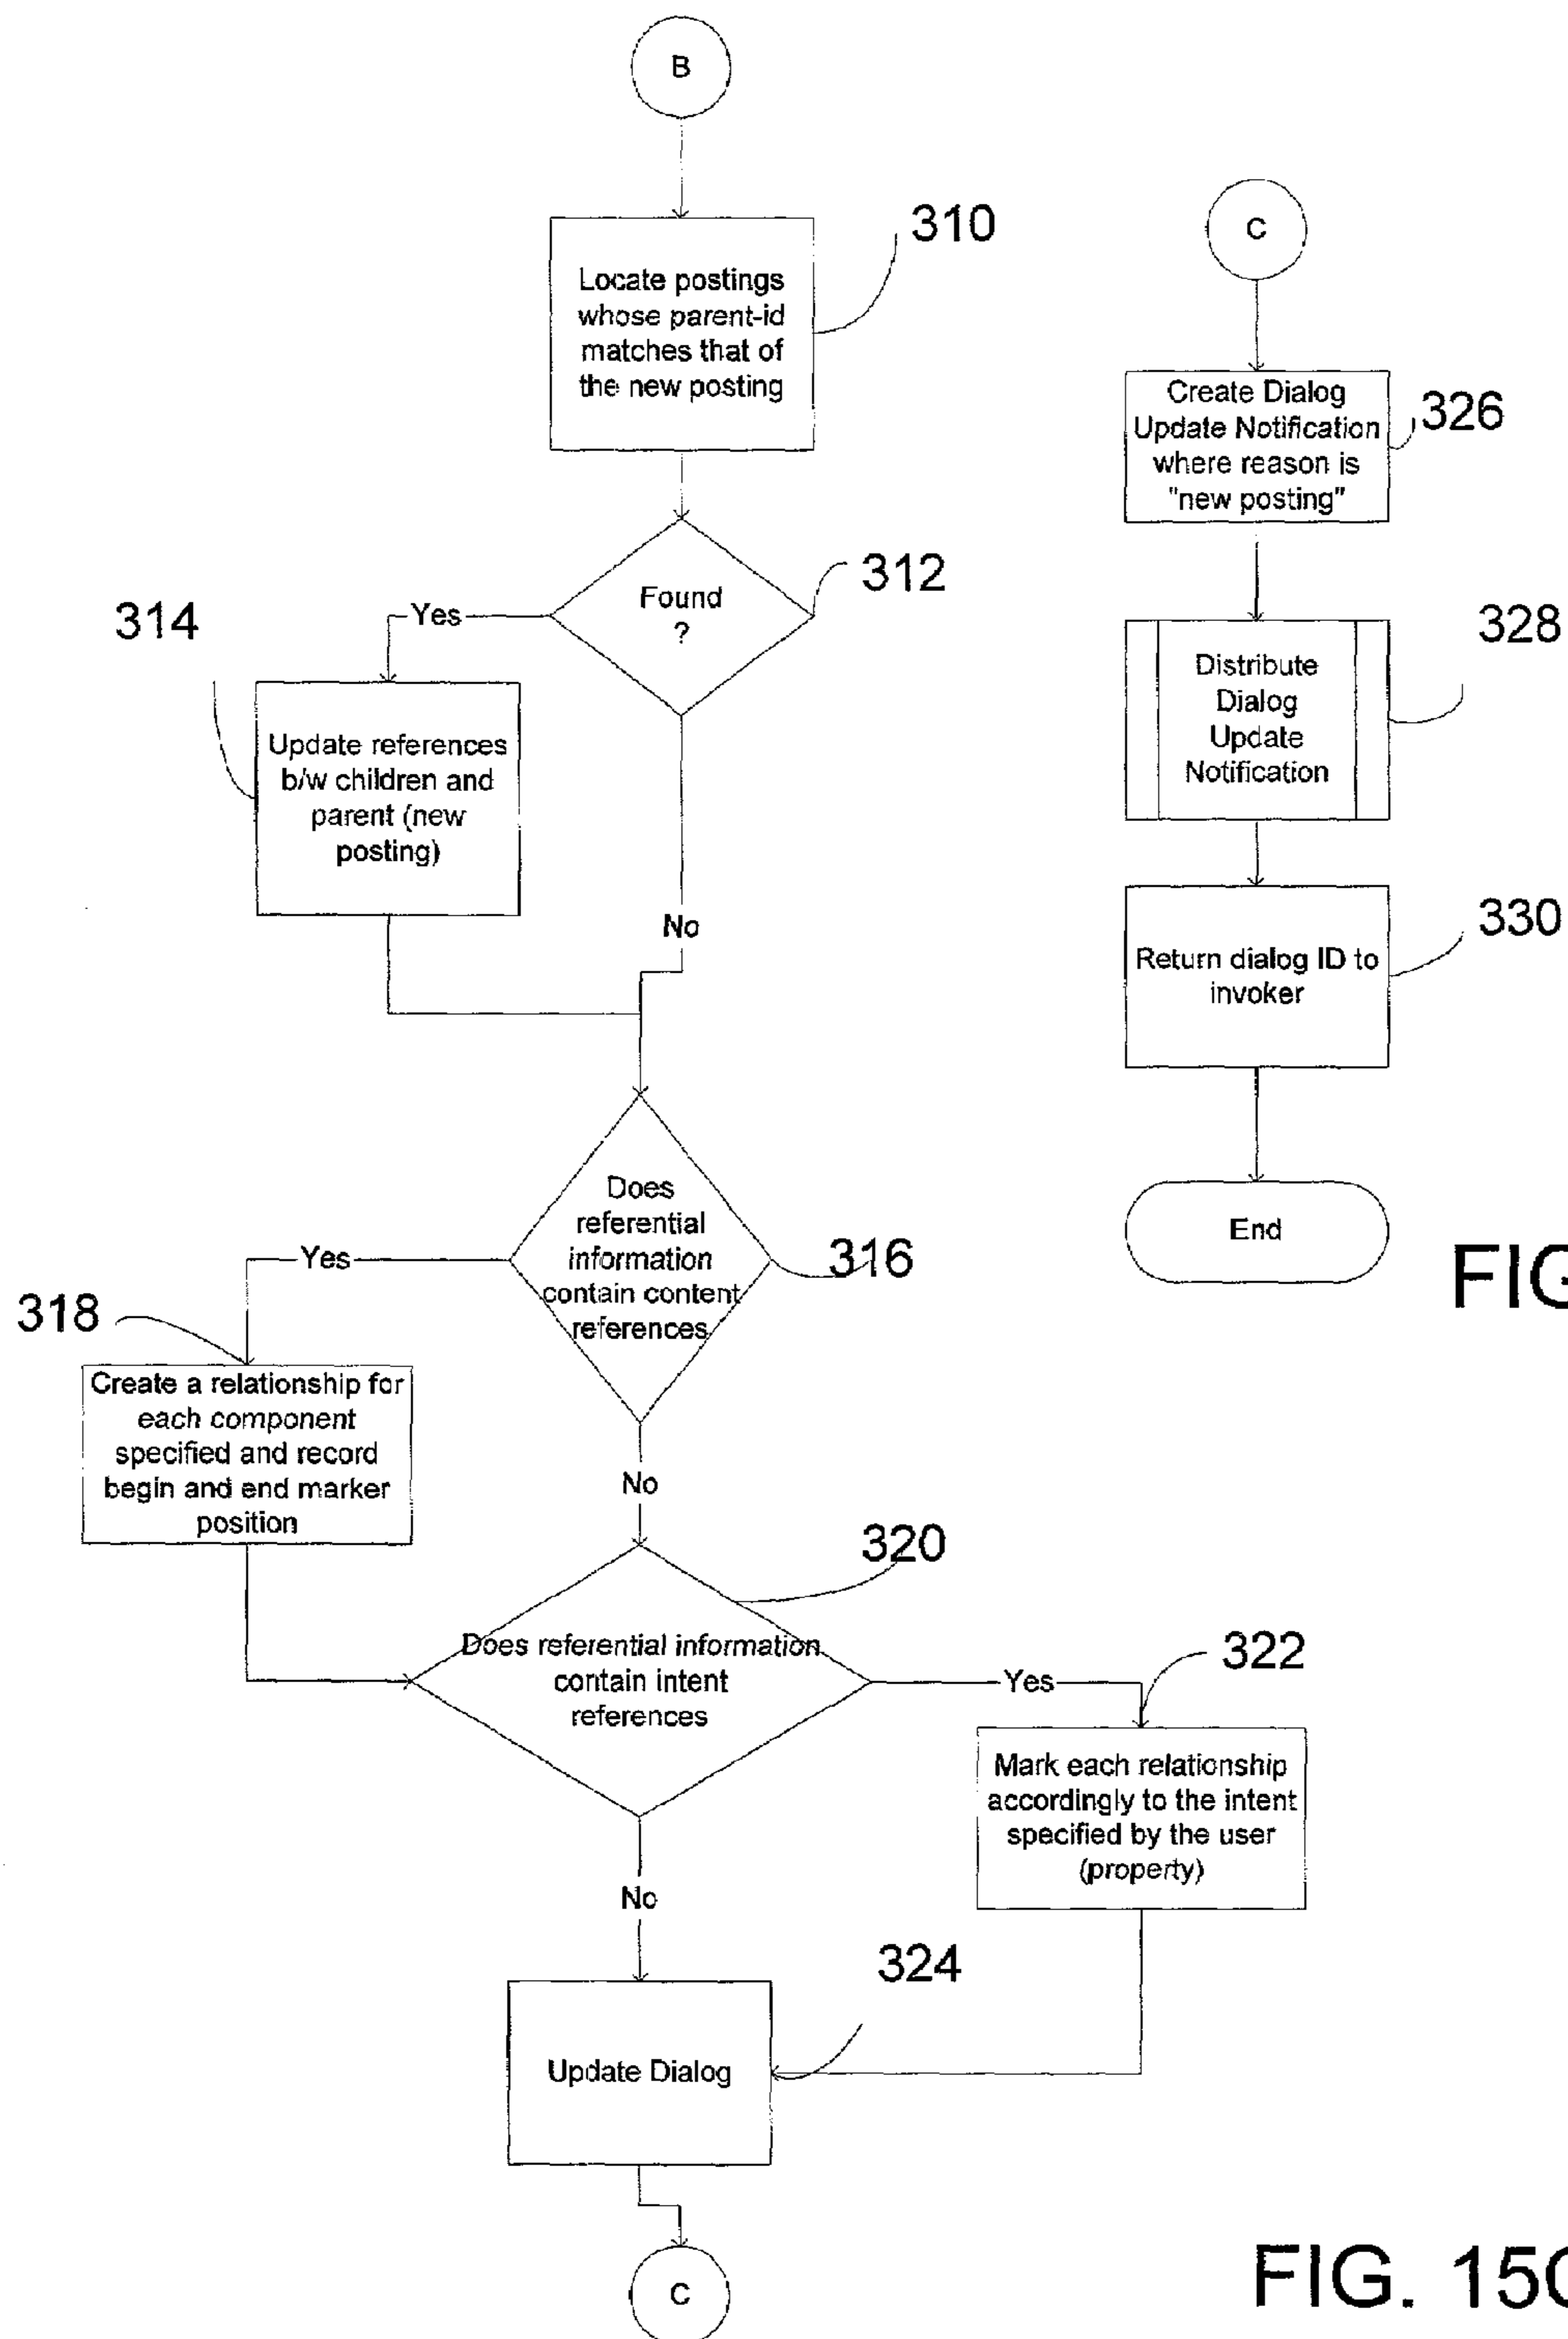 B
310
Locate postings
whose parent-id
matches that of
the new posting
312
Found
?
Yes
314
Update references
b/w children and
parent (new
posting)
No
Does
referential
information
contain content
references
316
Yes
318
Create a relationship for
each component
specified and record
begin and end marker
position
No
320
Does referential information
contain intent
references
Yes
322
Mark each relationship
accordingly to the intent
specified by the user
(property)
No
324
Update Dialog
C
C
Create Dialog
Update Notification
where reason is
"new posting"
326
Distribute
Dialog
Update
Notification
328
Return dialog ID to
invoker
330
End
FIG
FIG. 15C